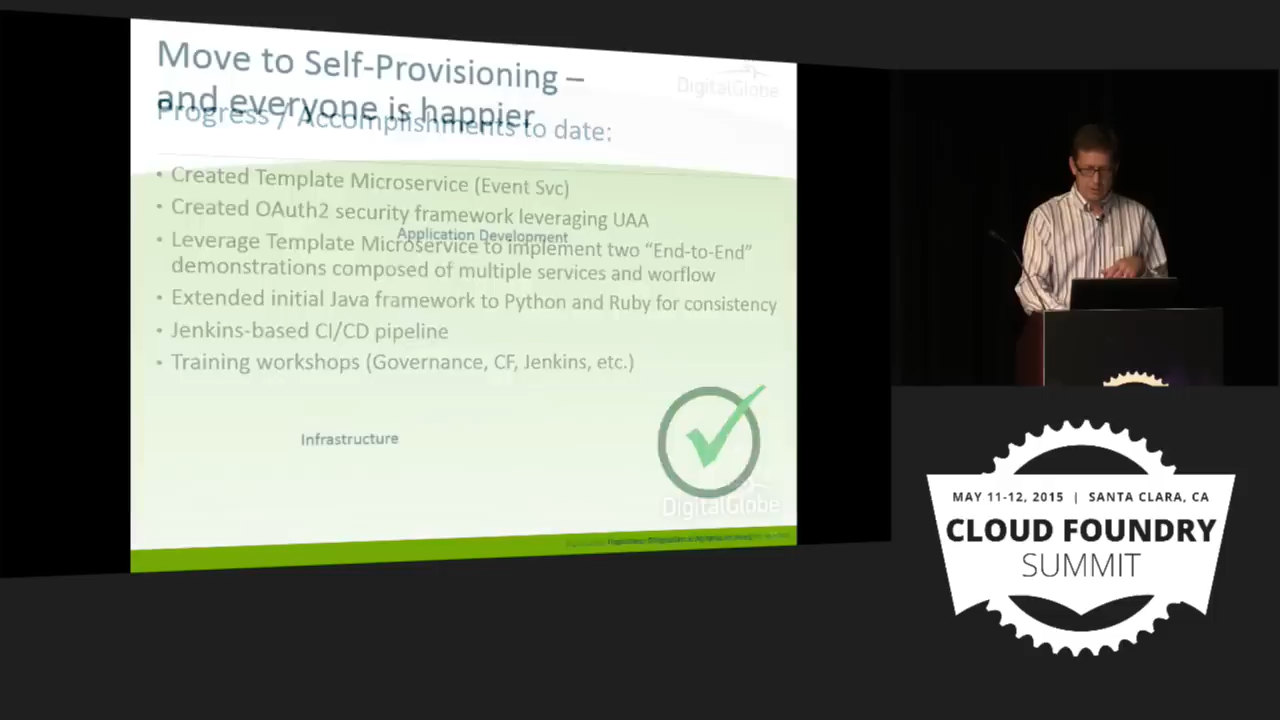 Move to Self-Provisioning –
and everyone is happier
DigitalGlobe
Progress / Accomplishments to date:
• Created Template Microservice (Event Svc)
• Created OAuth2 security framework leveraging UAA
Application Development
• Leverage Template Microservice to implement two “End-to-End”
demonstrations composed of multiple services and worflow
• Extended initial Java framework to Python and Ruby for consistency
• Jenkins-based CI/CD pipeline
• Training workshops (Governance, CF, Jenkins, etc.)
Infrastructure
DigitalGlobe
MAY 11-12, 2015 | SANTA CLARA, CA
CLOUD FOUNDRY
SUMMIT